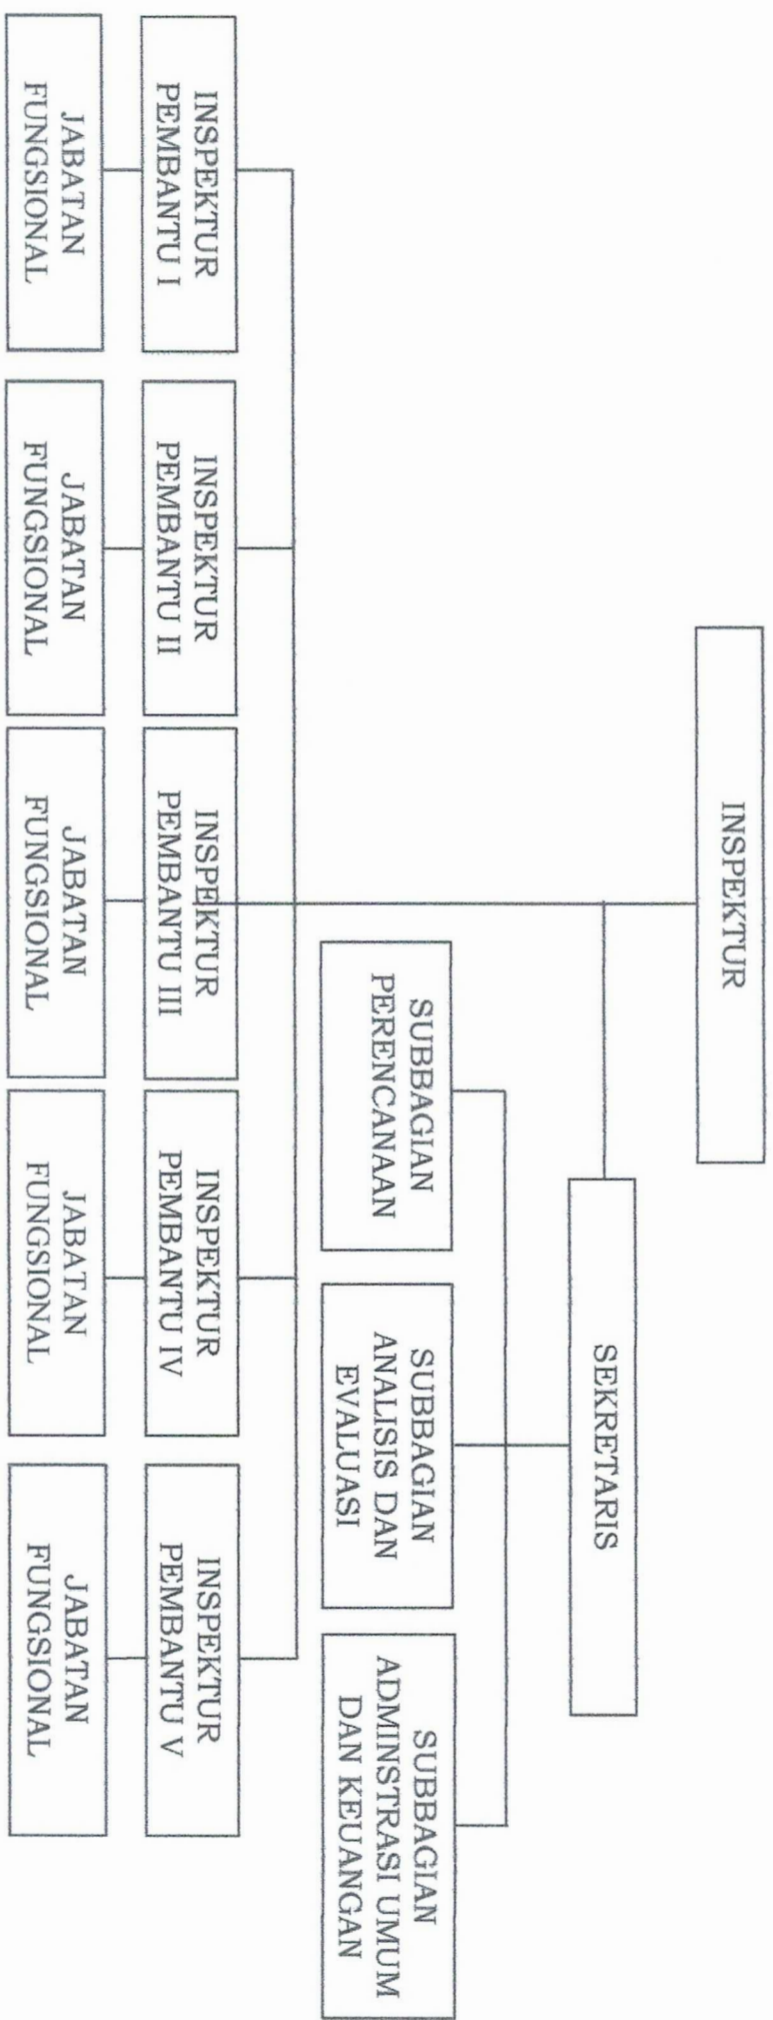 INSPEKTUR
SEKRETARIS
SUBBAGIAN
PERENCANAAN
SUBBAGIAN
ANALISIS DAN
EVALUASI
SUBBAGIAN
ADMINSTRASI UMUM
DAN KEUANGAN
INSPEKTUR
PEMBANTU I
INSPEKTUR
PEMBANTU II
INSPEKTUR
PEMBANTU III
INSPEKTUR
PEMBANTU IV
INSPEKTUR
PEMBANTU V
JABATAN
FUNGSIONAL
JABATAN
FUNGSIONAL
JABATAN
FUNGSIONAL
JABATAN
FUNGSIONAL
JABATAN
FUNGSIONAL